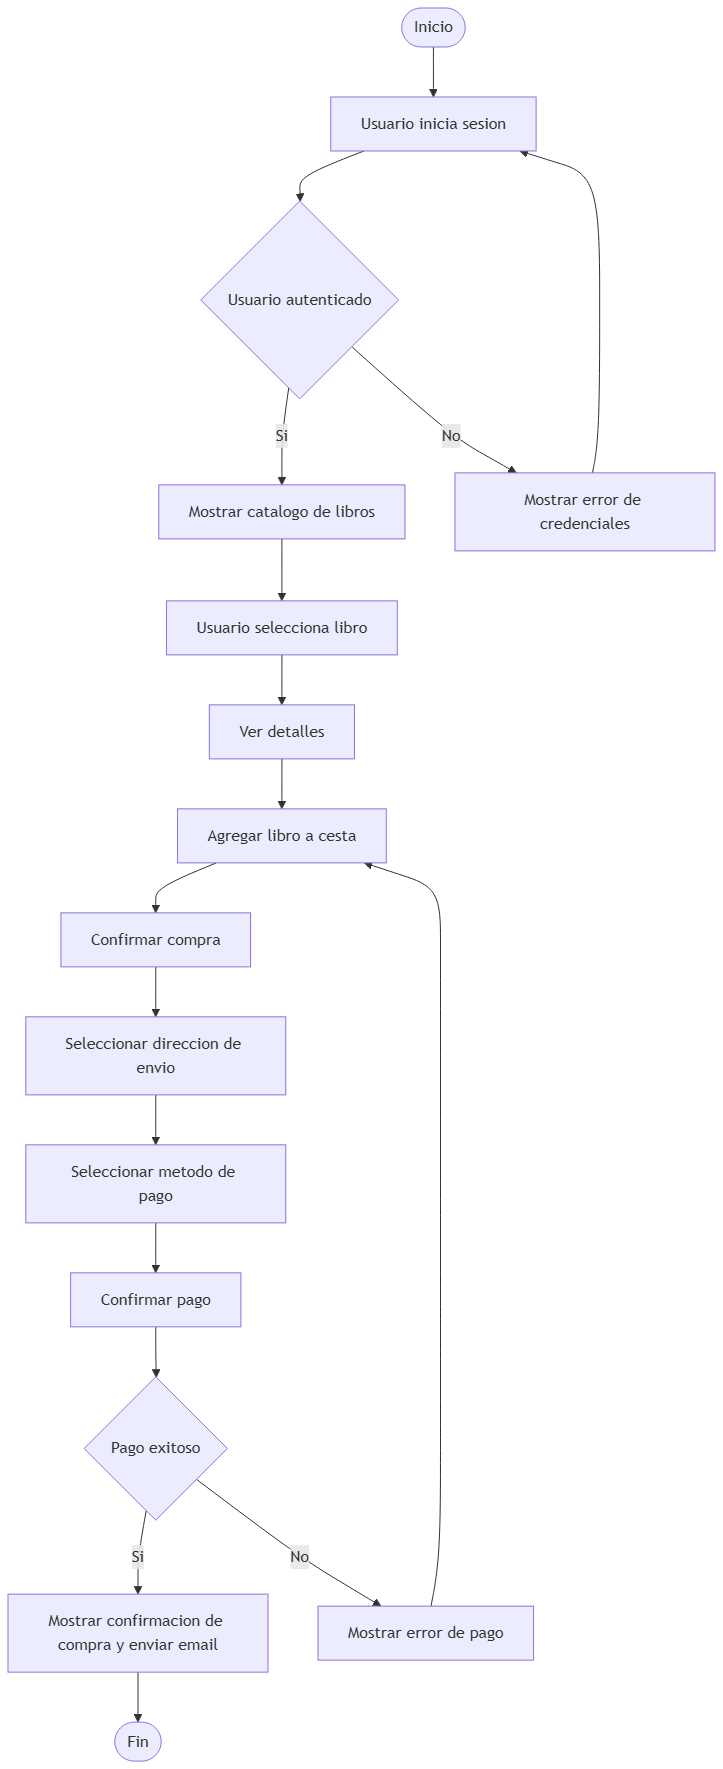 Inicio
Usuario inicia sesion
Usuario autenticado
Si
No
Mostrar catalogo de libros
Mostrar error de
credenciales
Usuario selecciona libro
Ver detalles
Agregar libro a cesta
Confirmar compra
Seleccionar direccion de
envio
Seleccionar metodo de
pago
Confirmar pago
Pago exitoso
Si
No
Mostrar confirmacion de
compra y enviar email
Mostrar error de pago
Fin